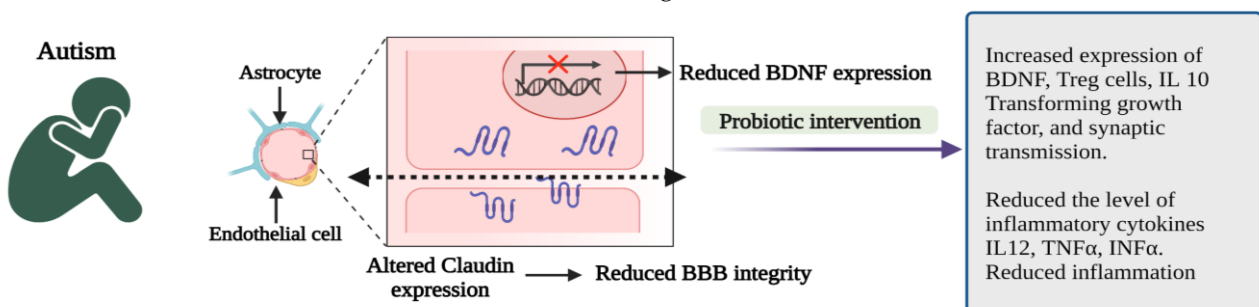 Autism
Astrocyte
Endothelial cell
Reduced BDNF expression
Altered Claudin
expression
Reduced BBB integrity
Probiotic intervention
Increased expression of
BDNF, Treg cells, IL 10
Transforming growth
factor, and synaptic
transmission.
Reduced the level of
inflammatory cytokines
IL12, TNFα, INFα.
Reduced inflammation